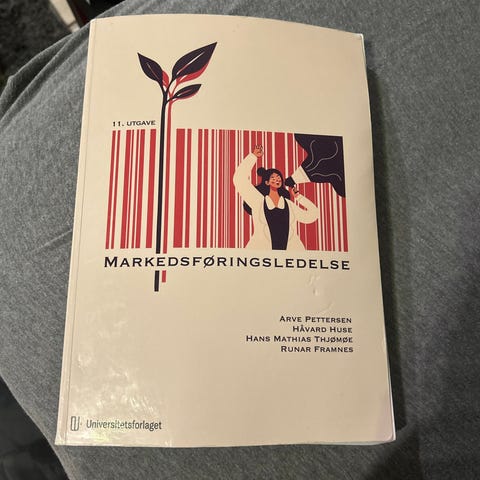 11. UTGAVE
MARKEDSFØRINGSLEDELSE
ARVE PETTERSEN
HÅVARD HUSE
HANS MATHIAS THJØMØE
RUNAR FRAMNES
Universitetsforlaget